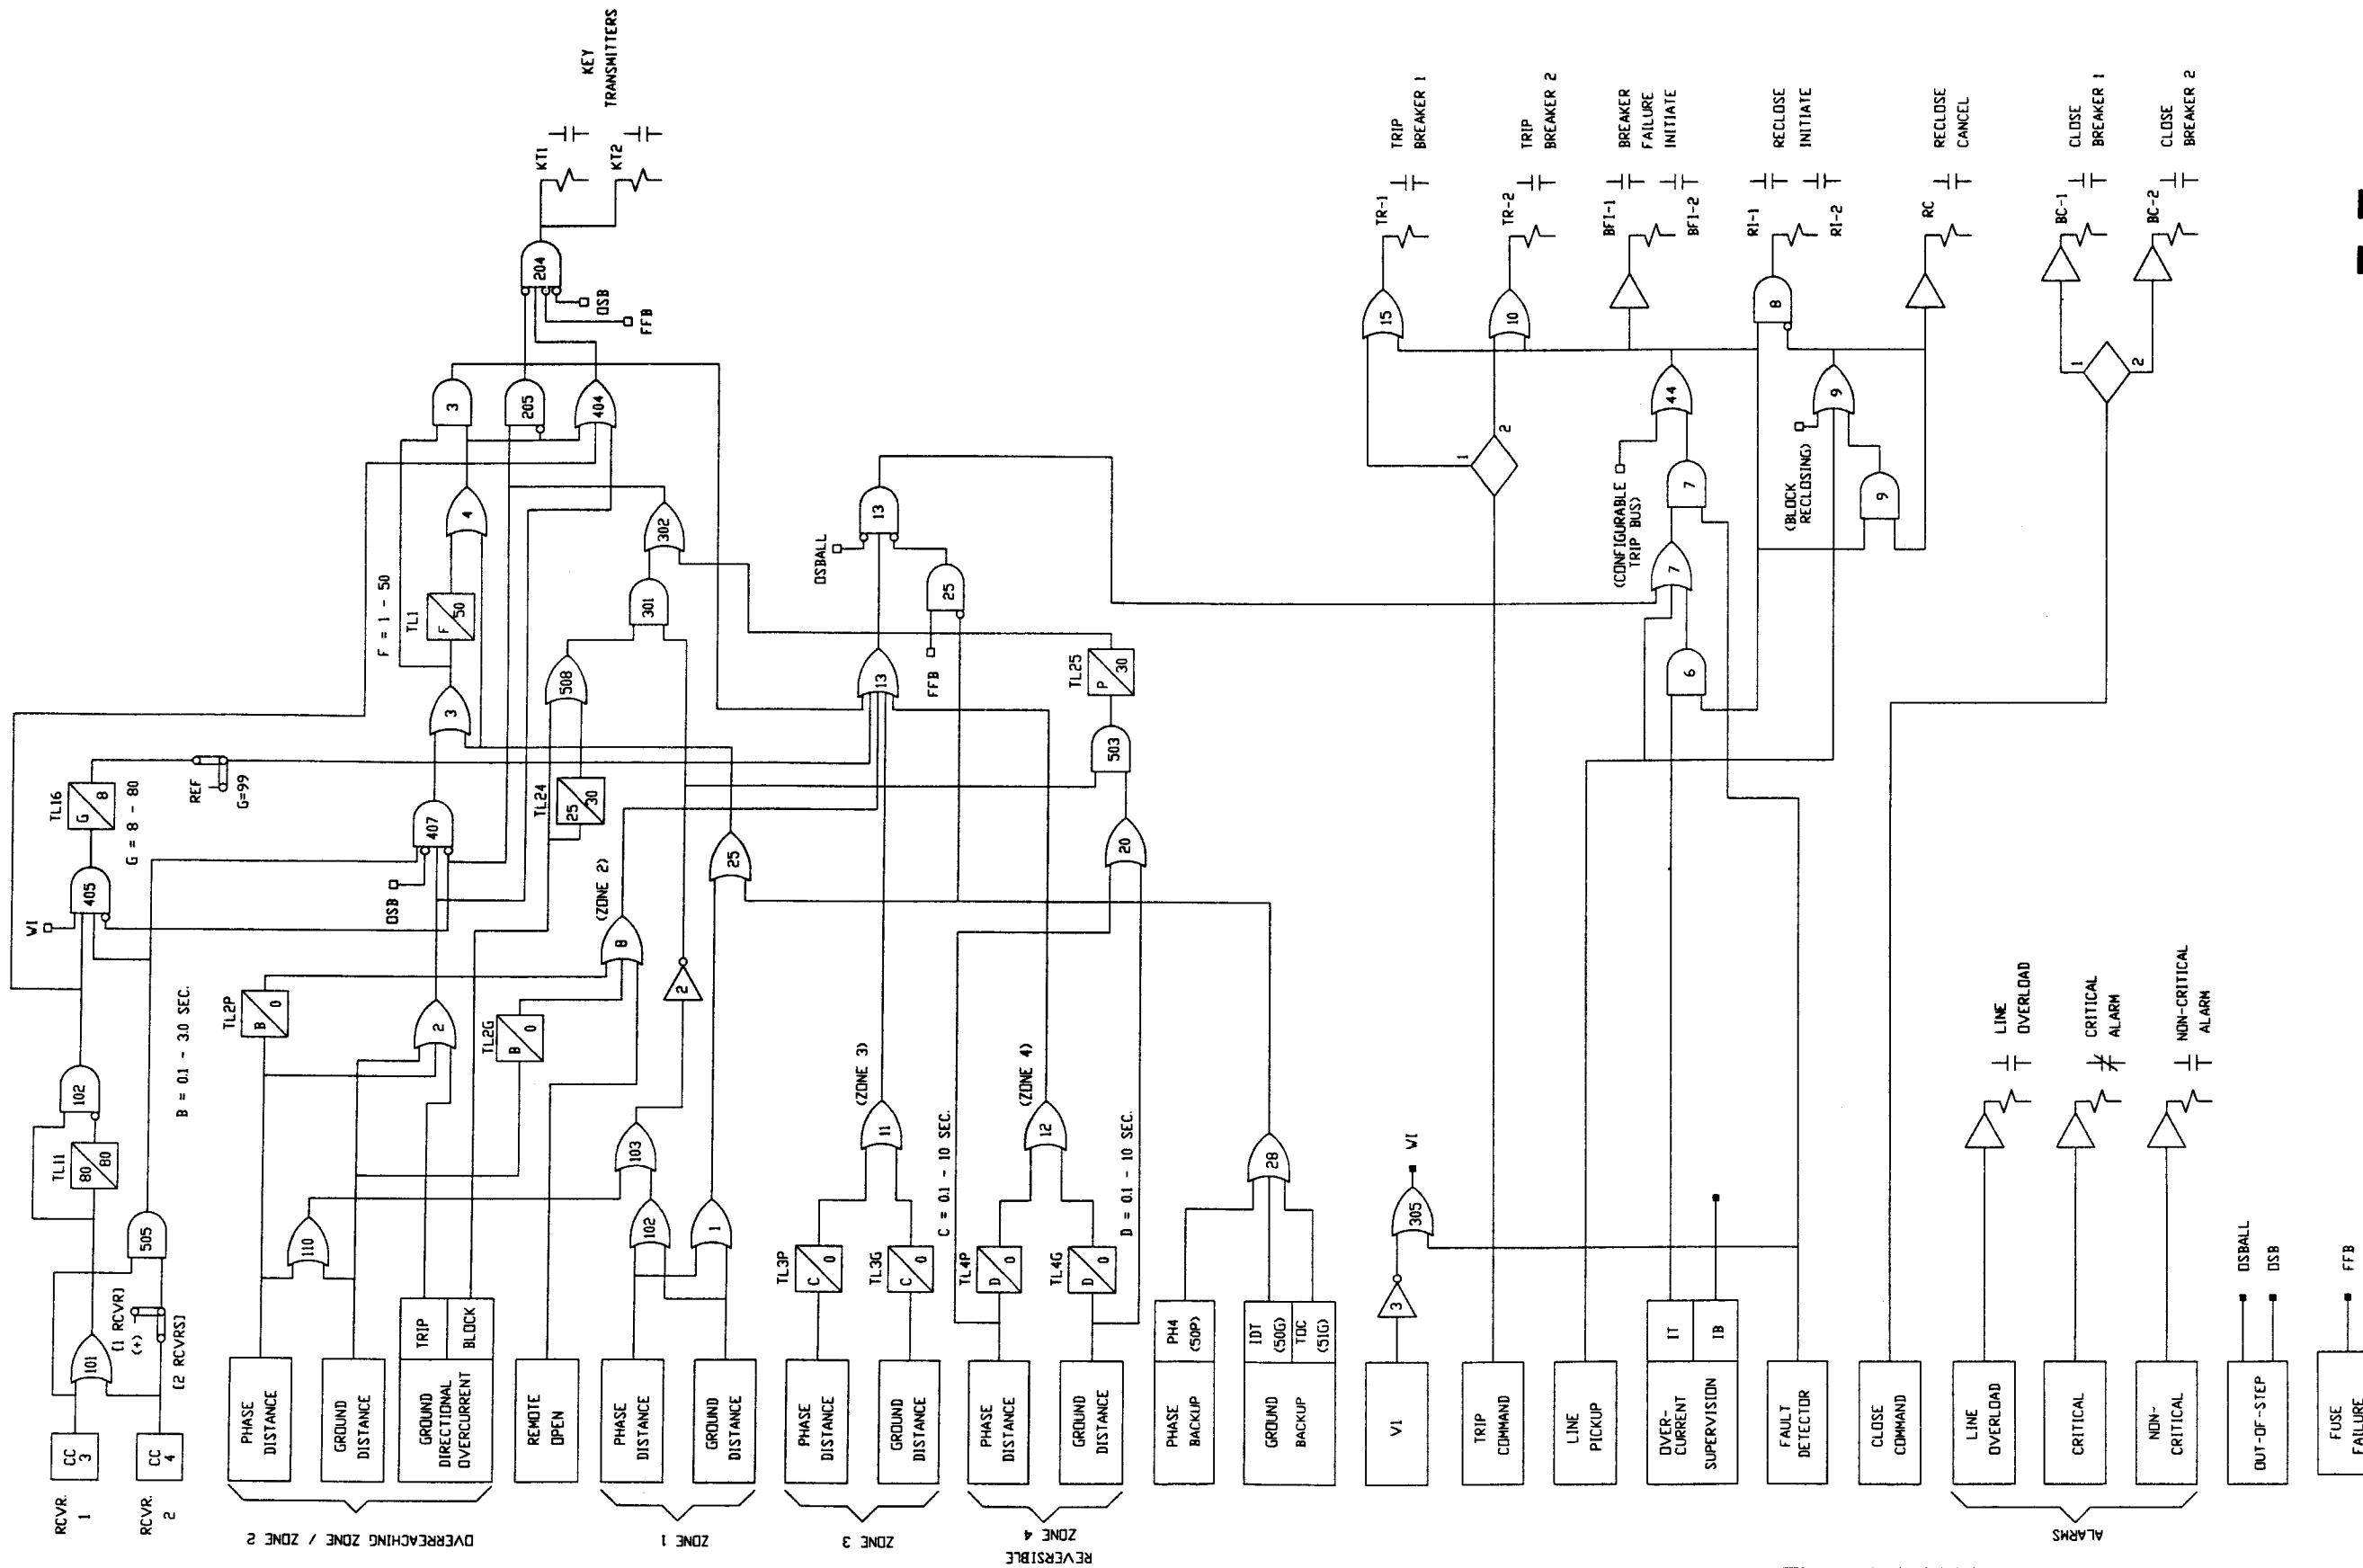 RCVR.
1
CC
3
RCVR.
2
CC
4
101
[1 RCVR]
(+)
[2 RCVRS]
505
TL11
80
80
102
B = 0.1 - 3.0 SEC.
WI
405
TL16
G
8
G = 8 - 80
REF
G=99
OVERREACHING ZONE / ZONE 2
PHASE
DISTANCE
GROUND
DISTANCE
GROUND
DIRECTIONAL
OVERCURRENT
TRIP
BLOCK
REMOTE
OPEN
110
TL2P
B
0
2
TL2G
B
0
OSB
407
3
F = 1 - 50
TL1
F
50
4
3
205
404
204
OSB
FFB
KT1
KT2
KEY
TRANSMITTERS
TL24
25
30
508
301
302
(ZONE 2)
8
2
25
ZONE 1
PHASE
DISTANCE
GROUND
DISTANCE
102
103
1
ZONE 3
PHASE
DISTANCE
GROUND
DISTANCE
TL3P
C
0
TL3G
C
0
11
(ZONE 3)
C = 0.1 - 10 SEC.
13
OSBALL
13
FFB
25
REVERSIBLE
ZONE 4
PHASE
DISTANCE
GROUND
DISTANCE
TL4P
D
0
TL4G
D
0
12
(ZONE 4)
D = 0.1 - 10 SEC.
20
503
TL25
P
30
PHASE
BACKUP
PH4
(50P)
GROUND
BACKUP
IDT
(50G)
TOC
(51G)
28
V1
3
305
WI
TRIP
COMMAND
1
2
15
TR-1
TRIP
BREAKER 1
10
TR-2
TRIP
BREAKER 2
LINE
PICKUP
OVER-
CURRENT
SUPERVISION
IT
IB
FAULT
DETECTOR
6
7
7
(CONFIGURABLE
TRIP BUS)
44
BFI-1
BFI-2
BREAKER
FAILURE
INITIATE
8
RI-1
RI-2
RECLOSE
INITIATE
(BLOCK
RECLOSING)
9
9
RC
RECLOSE
CANCEL
CLOSE
COMMAND
1
2
BC-1
CLOSE
BREAKER 1
BC-2
CLOSE
BREAKER 2
ALARMS
LINE
OVERLOAD
LINE
OVERLOAD
CRITICAL
CRITICAL
ALARM
NON-
CRITICAL
NON-CRITICAL
ALARM
OUT-OF-STEP
OSBALL
OSB
FUSE
FAILURE
FFB